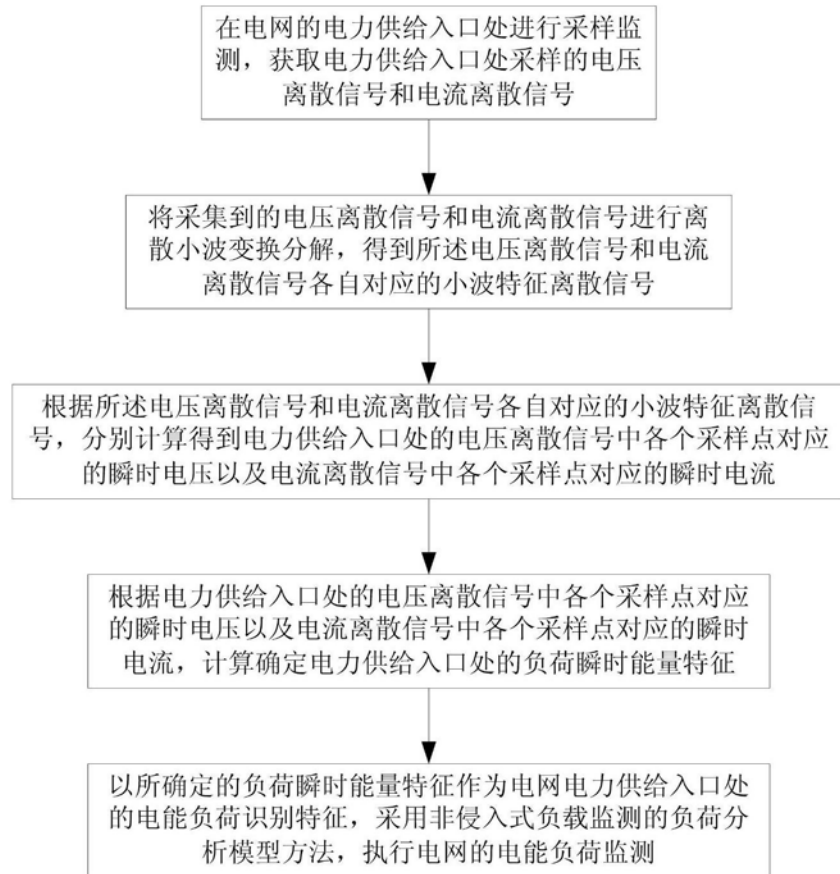 在电网的电力供给入口处进行采样监
测，获取电力供给入口处采样的电压
离散信号和电流离散信号
将采集到的电压离散信号和电流离散信号进行离
散小波变换分解，得到所述电压离散信号和电流
离散信号各自对应的小波特征离散信号
根据所述电压离散信号和电流离散信号各自对应的小波特征离散信
号，分别计算得到电力供给入口处的电压离散信号中各个采样点对应
的瞬时电压以及电流离散信号中各个采样点对应的瞬时电流
根据电力供给入口处的电压离散信号中各个采样点对应
的瞬时电压以及电流离散信号中各个采样点对应的瞬时
电流，计算确定电力供给入口处的负荷瞬时能量特征
以所确定的负荷瞬时能量特征作为电网电力供给入口处
的电能负荷识别特征，采用非侵入式负载监测的负荷分
析模型方法，执行电网的电能负荷监测